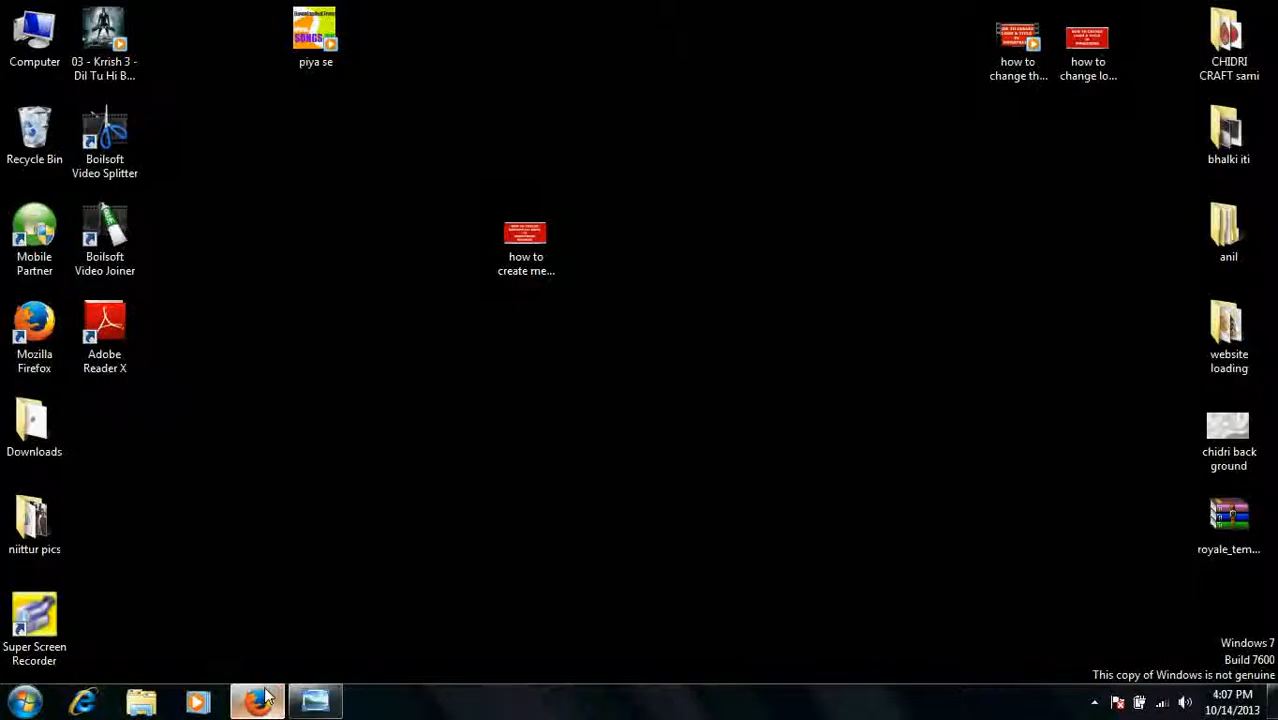 Computer
03 - Krrish 3 -
Dil Tu Hi B...
SONGS
piya se
how to
change th...
how to
change lo...
CHIDRI
CRAFT sami
Recycle Bin
Boilsoft
Video Splitter
bhalki iti
Mobile
Partner
Boilsoft
Video Joiner
how to
create me...
anil
Mozilla
Firefox
Adobe
Reader X
website
loading
Downloads
chidri back
ground
niittur pics
royale_tem...
Super Screen
Recorder
Windows 7
Build 7600
This copy of Windows is not genuine
4:07 PM
10/14/2013